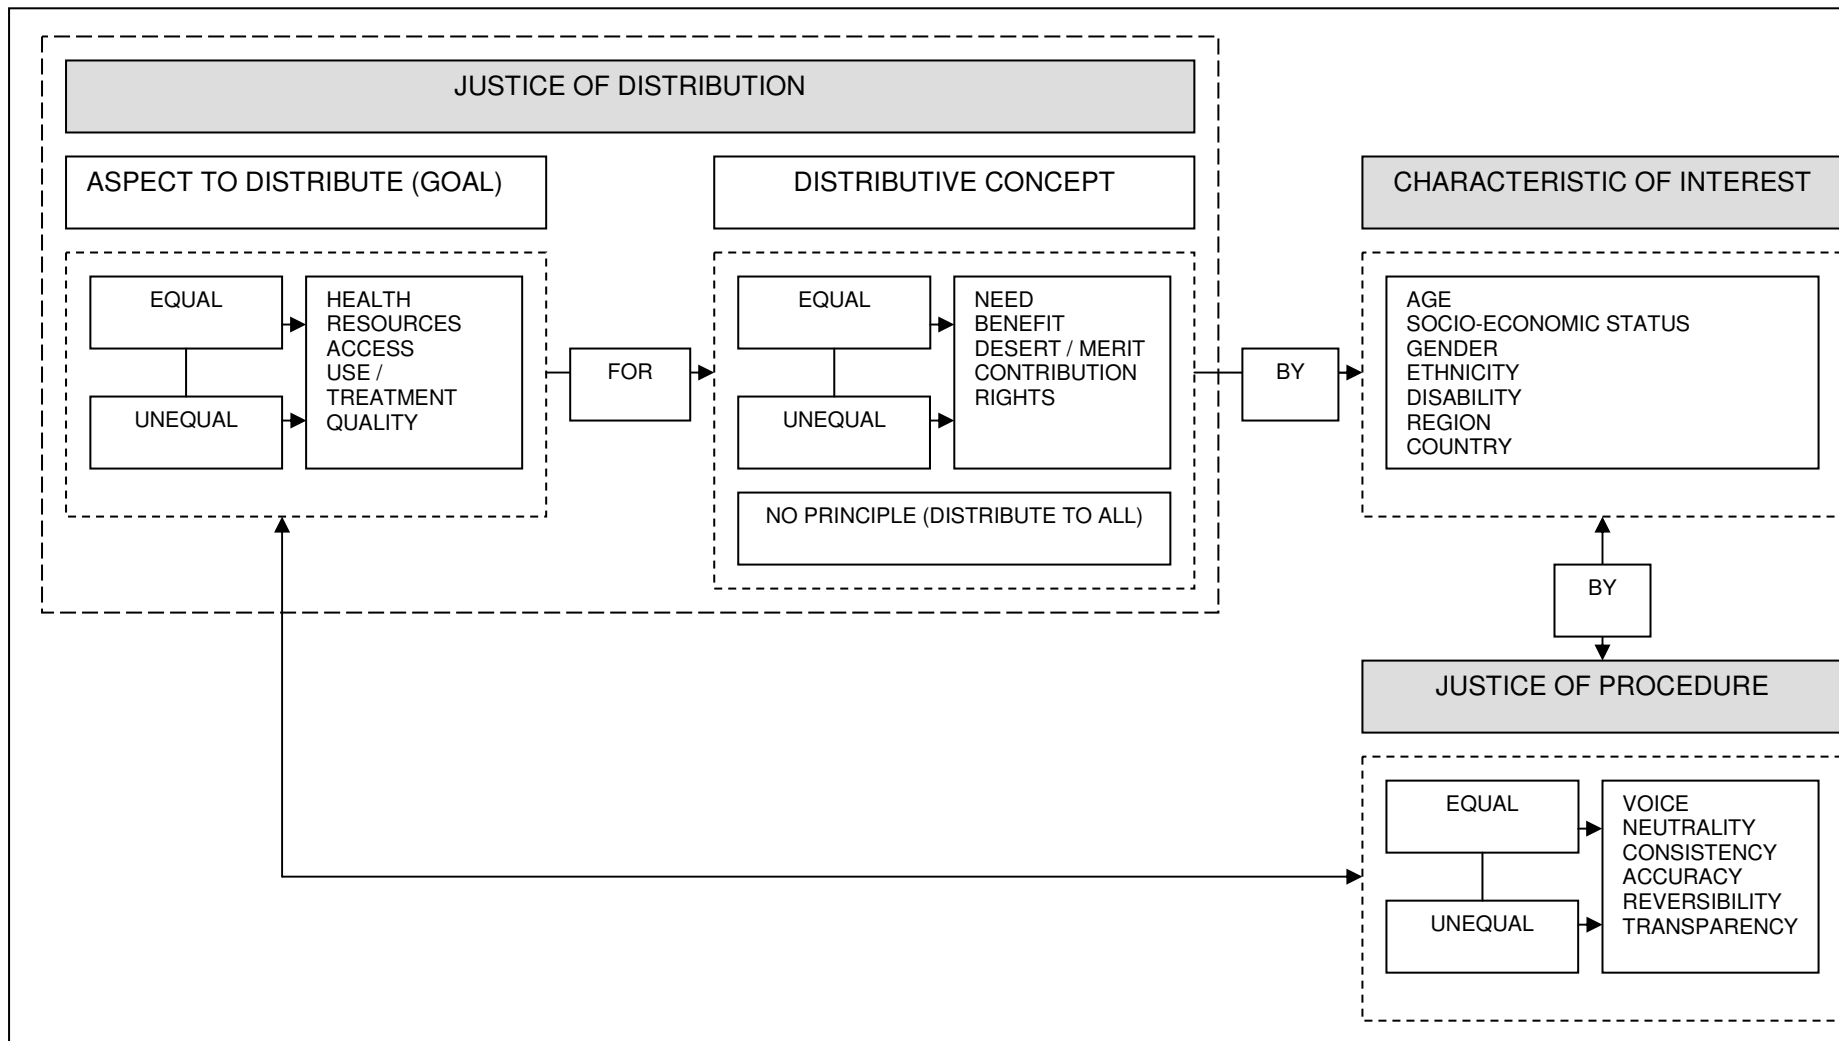 JUSTICE OF DISTRIBUTION
ASPECT TO DISTRIBUTE (GOAL)
DISTRIBUTIVE CONCEPT
CHARACTERISTIC OF INTEREST
EQUAL
UNEQUAL
HEALTH
RESOURCES
ACCESS
USE /
TREATMENT
QUALITY
FOR
EQUAL
UNEQUAL
NEED
BENEFIT
DESERT / MERIT
CONTRIBUTION
RIGHTS
NO PRINCIPLE (DISTRIBUTE TO ALL)
BY
AGE
SOCIO-ECONOMIC STATUS
GENDER
ETHNICITY
DISABILITY
REGION
COUNTRY
BY
JUSTICE OF PROCEDURE
EQUAL
UNEQUAL
VOICE
NEUTRALITY
CONSISTENCY
ACCURACY
REVERSIBILITY
TRANSPARENCY